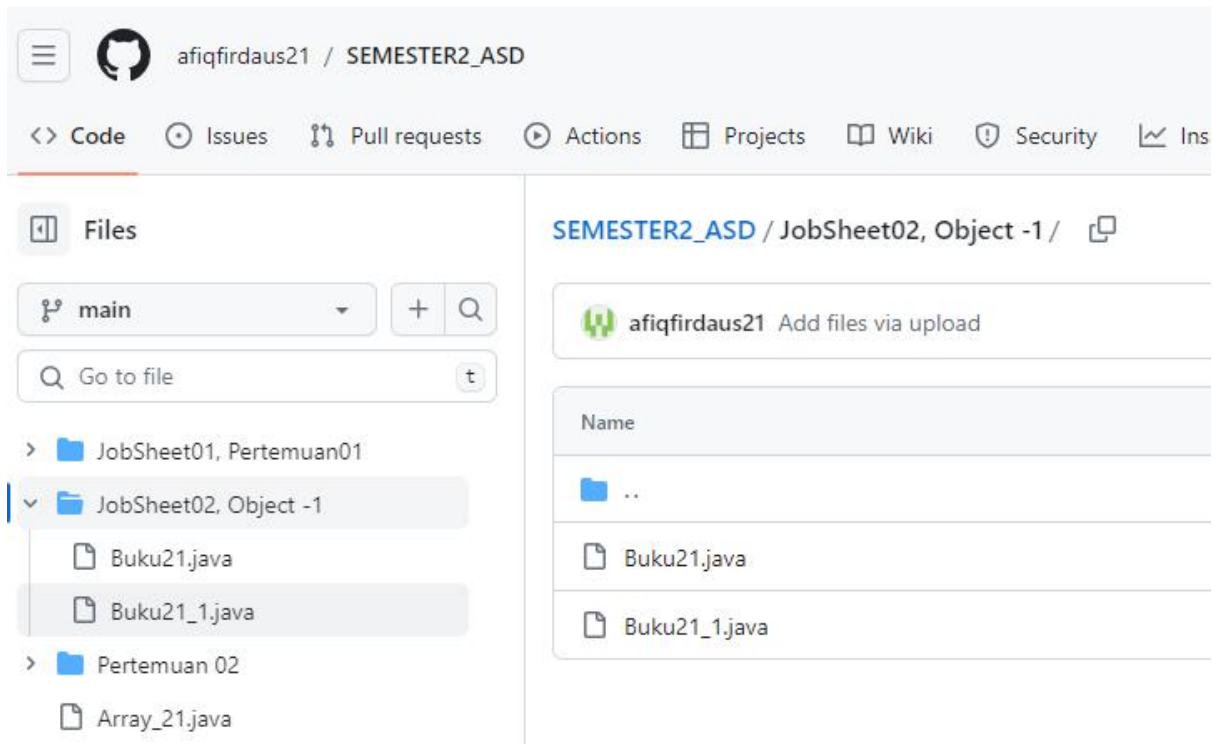 afiqfirdaus21 / SEMESTER2_ASD
<> Code Issues Pull requests Actions Projects Wiki Security Ins
Files
main
Go to file t
JobSheet01, Pertemuan01
JobSheet02, Object -1
Buku21.java
Buku21_1.java
Pertemuan 02
Array_21.java
SEMESTER2_ASD / JobSheet02, Object -1 /
afiqfirdaus21 Add files via upload
Name
..
Buku21.java
Buku21_1.java